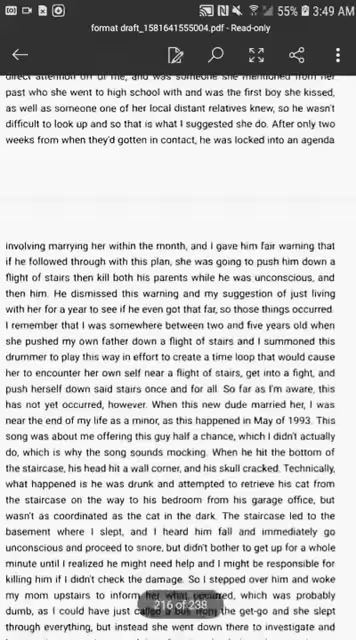 55% 3:49 AM
format draft_1581641555004.pdf - Read-only
direct attention off of me, and was someone she mentioned from her
past who she went to high school with and was the first boy she kissed,
as well as someone one of her local distant relatives knew, so he wasn't
difficult to look up and so that is what I suggested she do. After only two
weeks from when they'd gotten in contact, he was locked into an agenda
involving marrying her within the month, and I gave him fair warning that
if he followed through with this plan, she was going to push him down a
flight of stairs then kill both his parents while he was unconscious, and
then him. He dismissed this warning and my suggestion of just living
with her for a year to see if he even got that far, so those things occurred.
I remember that I was somewhere between two and five years old when
she pushed my own father down a flight of stairs and I summoned this
drummer to play this way in effort to create a time loop that would cause
her to encounter her own self near a flight of stairs, get into a fight, and
push herself down said stairs once and for all. So far as I'm aware, this
has not yet occurred, however. When this new dude married her, I was
near the end of my life as a minor, as this happened in May of 1993. This
song was about me offering this guy half a chance, which I didn't actually
do, which is why the song sounds mocking. When he hit the bottom of
the staircase, his head hit a wall corner, and his skull cracked. Technically,
what happened is he was drunk and attempted to retrieve his cat from
the staircase on the way to his bedroom from his garage office, but
wasn't as coordinated as the cat in the dark. The staircase led to the
basement where I slept, and I heard him fall and immediately go
unconscious and proceed to snore, but didn't bother to get up for a whole
minute until I realized he might need help and I might be responsible for
killing him if I didn't check the damage. So I stepped over him and woke
my mom upstairs to inform her what occurred, which was probably
dumb, as I could have just called a bus from the get-go and she slept
through everything, but instead she went down there to investigate and
216 of 238